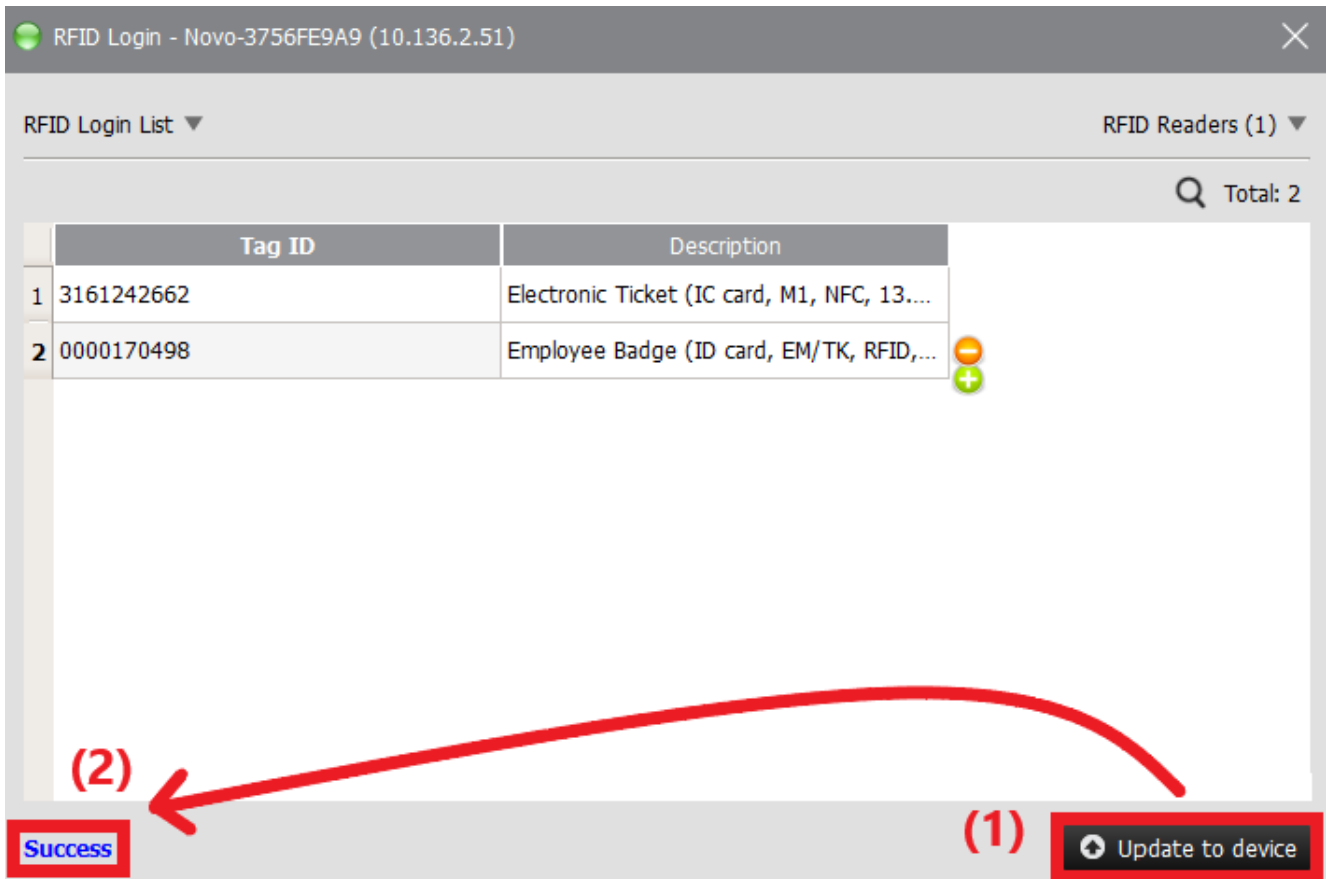 RFID Login - Novo-3756FE9A9 (10.136.2.51)
RFID Login List
RFID Readers (1)
Total: 2
Tag ID Description
1 3161242662 Electronic Ticket (IC card, M1, NFC, 13....
2 0000170498 Employee Badge (ID card, EM/TK, RFID,...
(2)
Success
(1)
Update to device